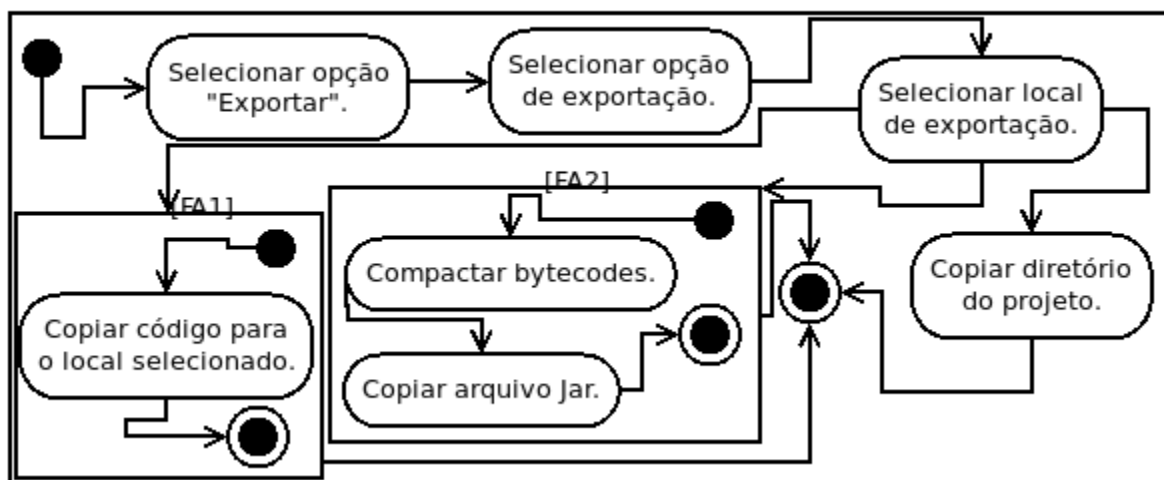 Selecionar opção
"Exportar".
Selecionar opção
de exportação.
Selecionar local
de exportação.
[FA1]
Copiar código para
o local selecionado.
[FA2]
Compactar bytecodes.
Copiar arquivo Jar.
Copiar diretório
do projeto.